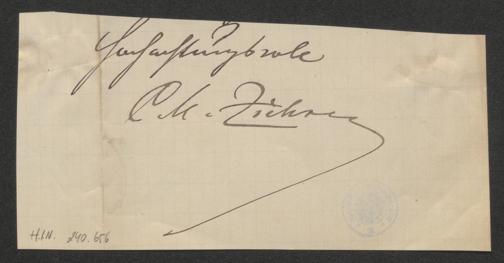 Hochachtungsvoll
C M v Ziehrer
H.I.N. 240.656